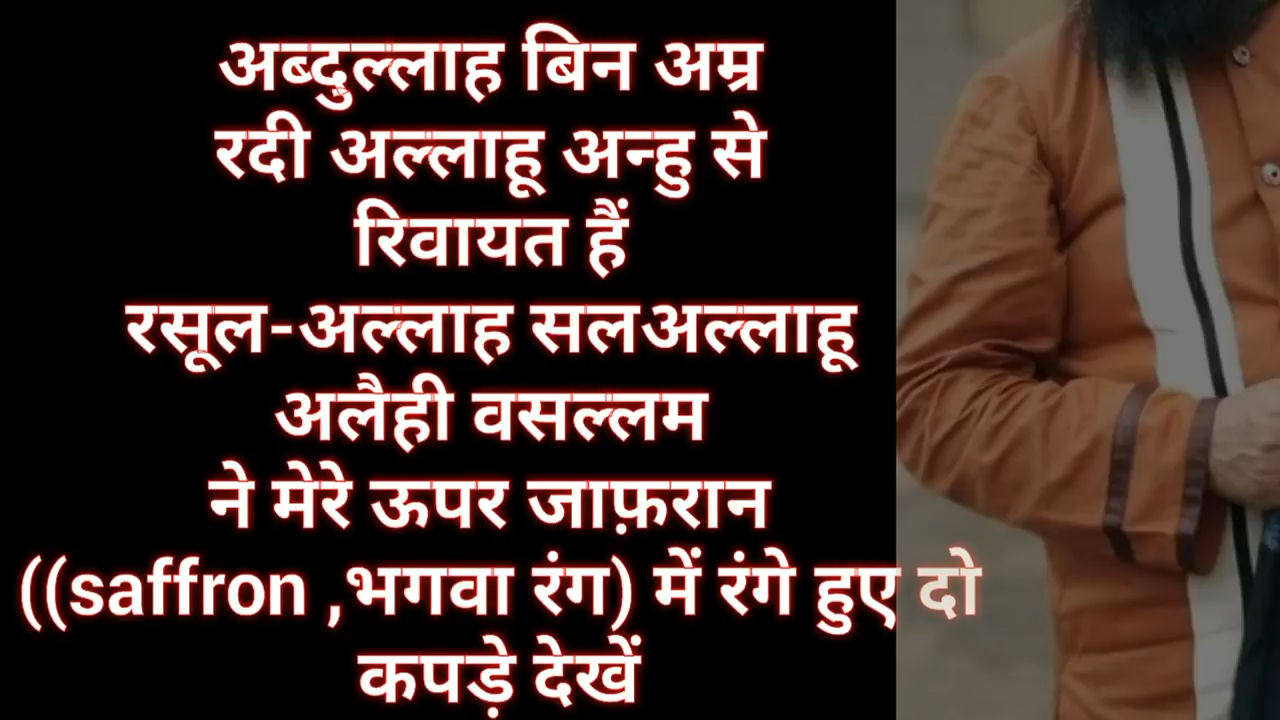 अब्दुल्लाह बिन अम्र
रदी अल्लाहू अन्हु से
रिवायत हैं
रसूल-अल्लाह सलअल्लाहू
अलैही वसल्लम
ने मेरे ऊपर जाफ़रान
((saffron ,भगवा रंग) में रंगे हुए दो
कपड़े देखें